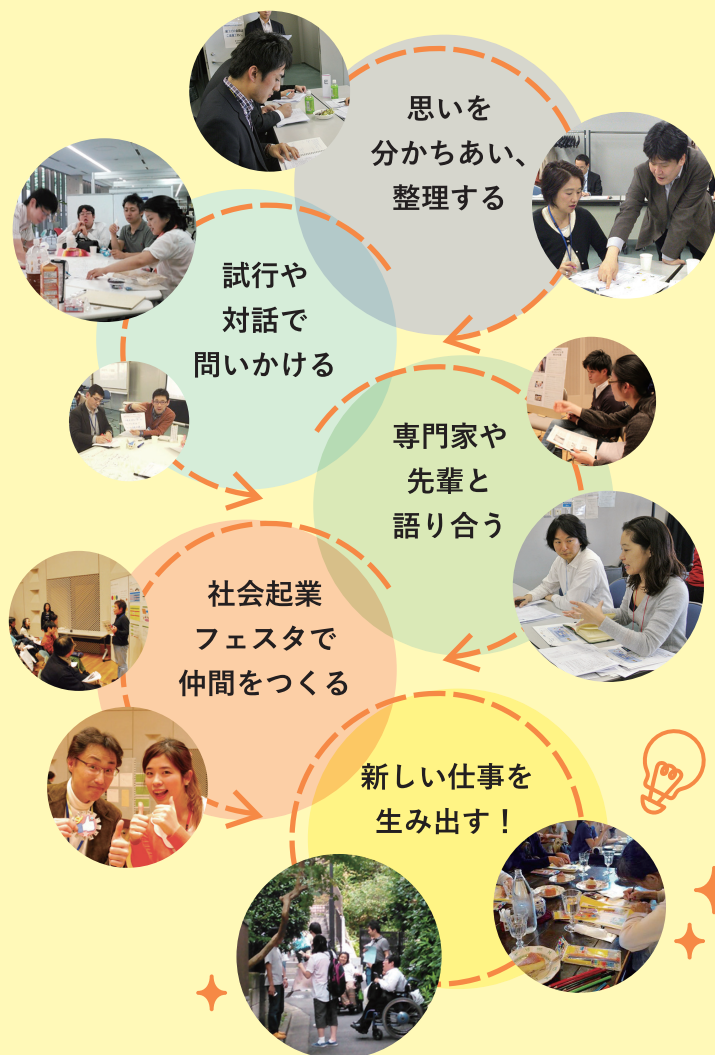 思いを
分かちあい、
整理する
試行や
対話で
問いかける
専門家や
先輩と
語り合う
社会起業
フェスタで
仲間をつくる
新しい仕事を
生み出す！